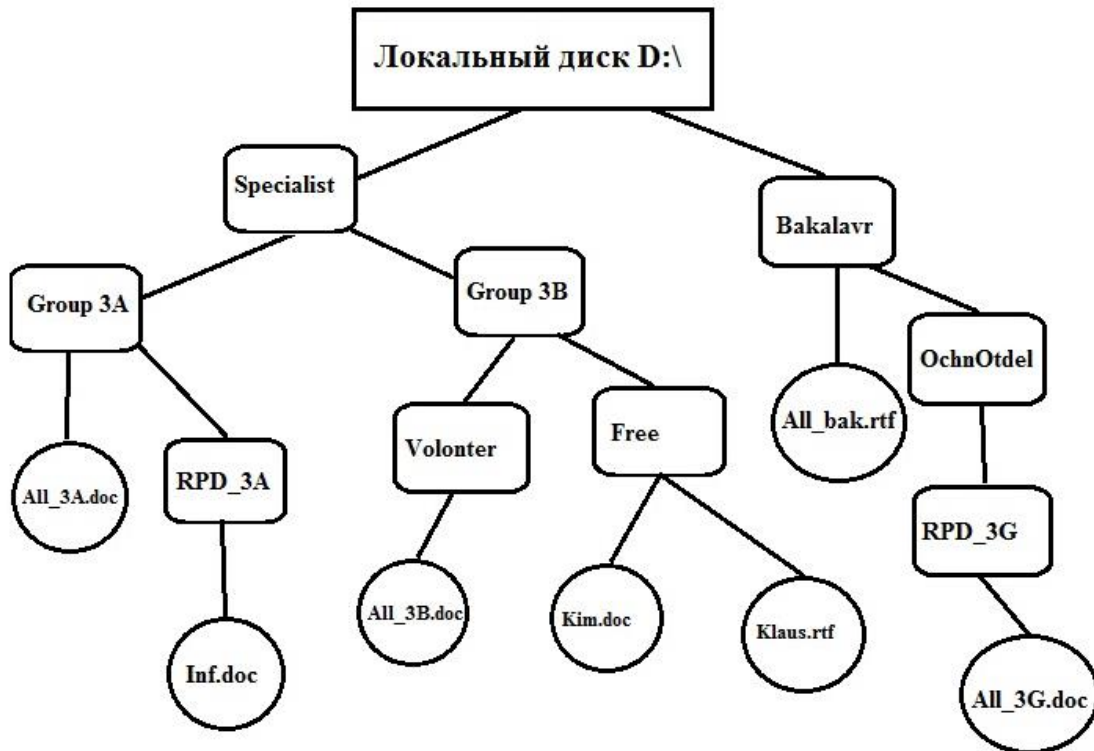 Локальный диск D:\
Specialist
Bakalavr
Group 3A
Group 3B
OchnOtdel
All_bak.rtf
Volonter
Free
All_3A.doc
RPD_3A
RPD_3G
All_3B.doc
Kim.doc
Klaus.rtf
Inf.doc
All_3G.doc